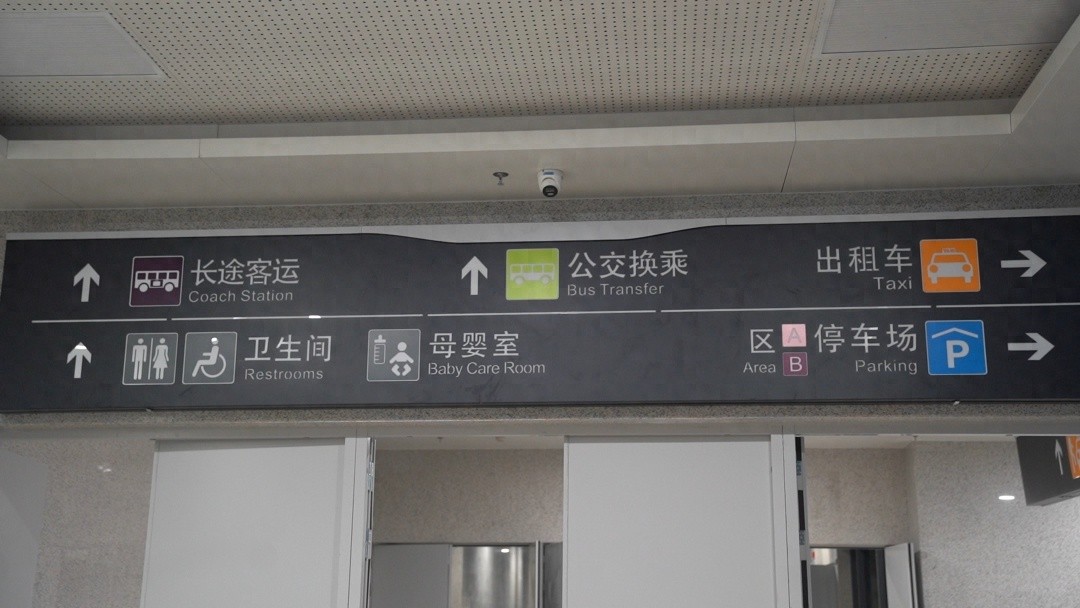 长途客运
Coach Station
公交换乘
Bus Transfer
出租车
Taxi
卫生间
Restrooms
母婴室
Baby Care Room
区 A 停车场 P
Area B Parking